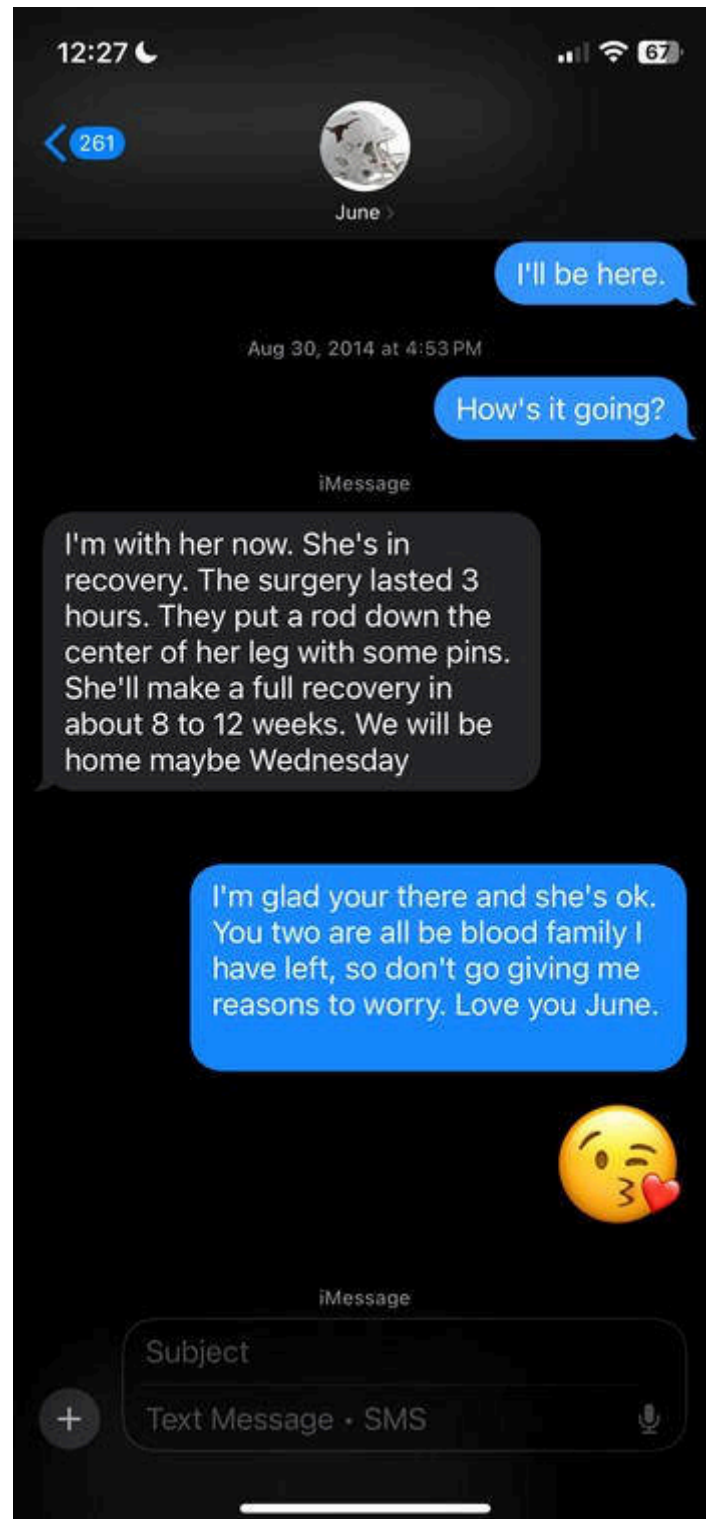 12:27
67
261
June
I'll be here.
Aug 30, 2014 at 4:53 PM
How's it going?
iMessage
I'm with her now. She's in
recovery. The surgery lasted 3
hours. They put a rod down the
center of her leg with some pins.
She'll make a full recovery in
about 8 to 12 weeks. We will be
home maybe Wednesday
I'm glad your there and she's ok.
You two are all be blood family I
have left, so don't go giving me
reasons to worry. Love you June.
iMessage
Subject
Text Message • SMS